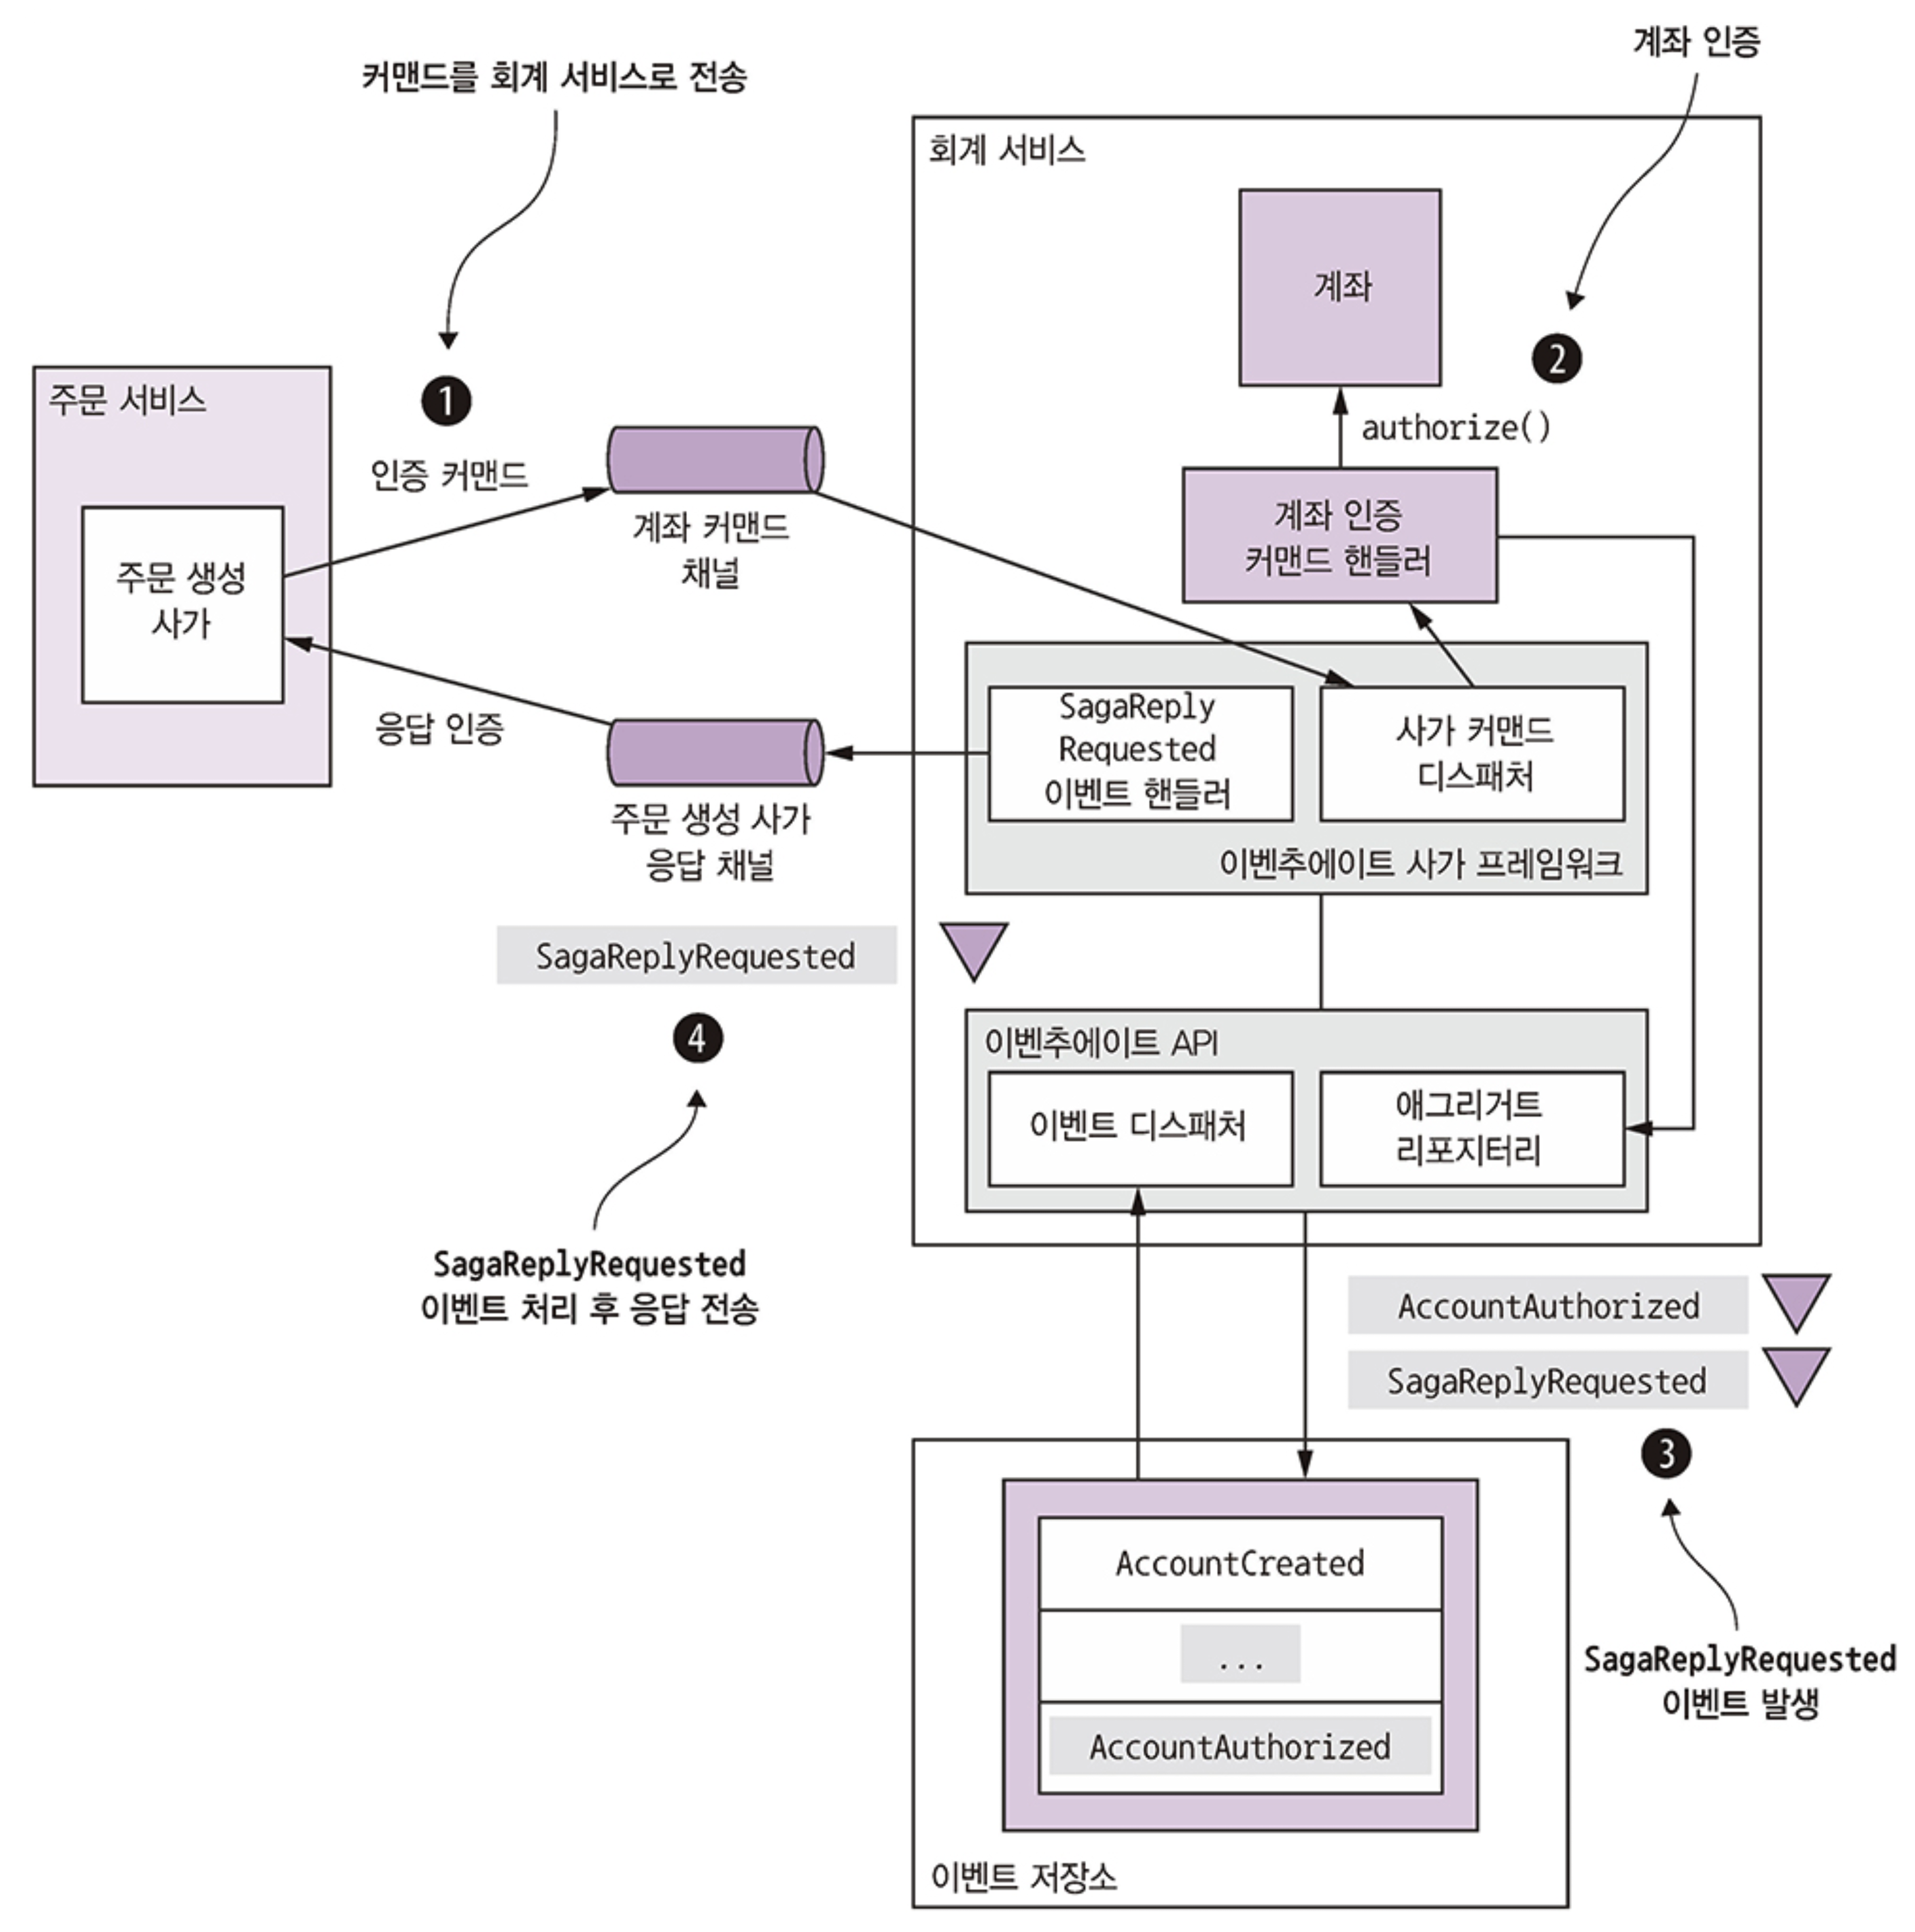 계좌 인증
커맨드를 회계 서비스로 전송
회계 서비스
계좌
2
주문 서비스
1
authorize()
인증 커맨드
계좌 인증
커맨드 핸들러
계좌 커맨드
채널
주문 생성
사가
SagaReply
Requested
이벤트 핸들러
사가 커맨드
디스패처
응답 인증
주문 생성 사가
응답 채널
이벤추에이트 사가 프레임워크
SagaReplyRequested
4
이벤추에이트 API
이벤트 디스패처
애그리거트
리포지터리
SagaReplyRequested
이벤트 처리 후 응답 전송
AccountAuthorized
SagaReplyRequested
3
AccountCreated
...
AccountAuthorized
SagaReplyRequested
이벤트 발생
이벤트 저장소